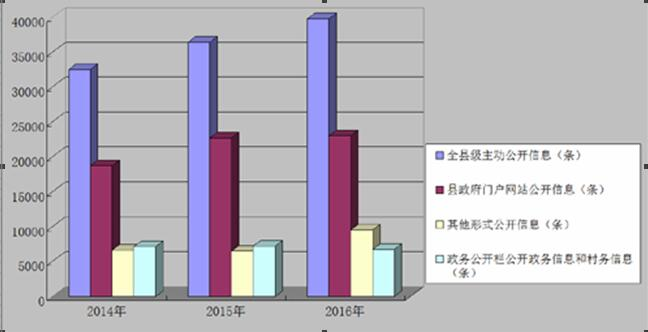 40000
35000
30000
25000
20000
15000
10000
5000
0
2014年
2015年
2016年
全县级主动公开信息（条）
县政府门户网站公开信息（条）
其他形式公开信息（条）
政务公开栏公开政务信息和村务信息
（条）